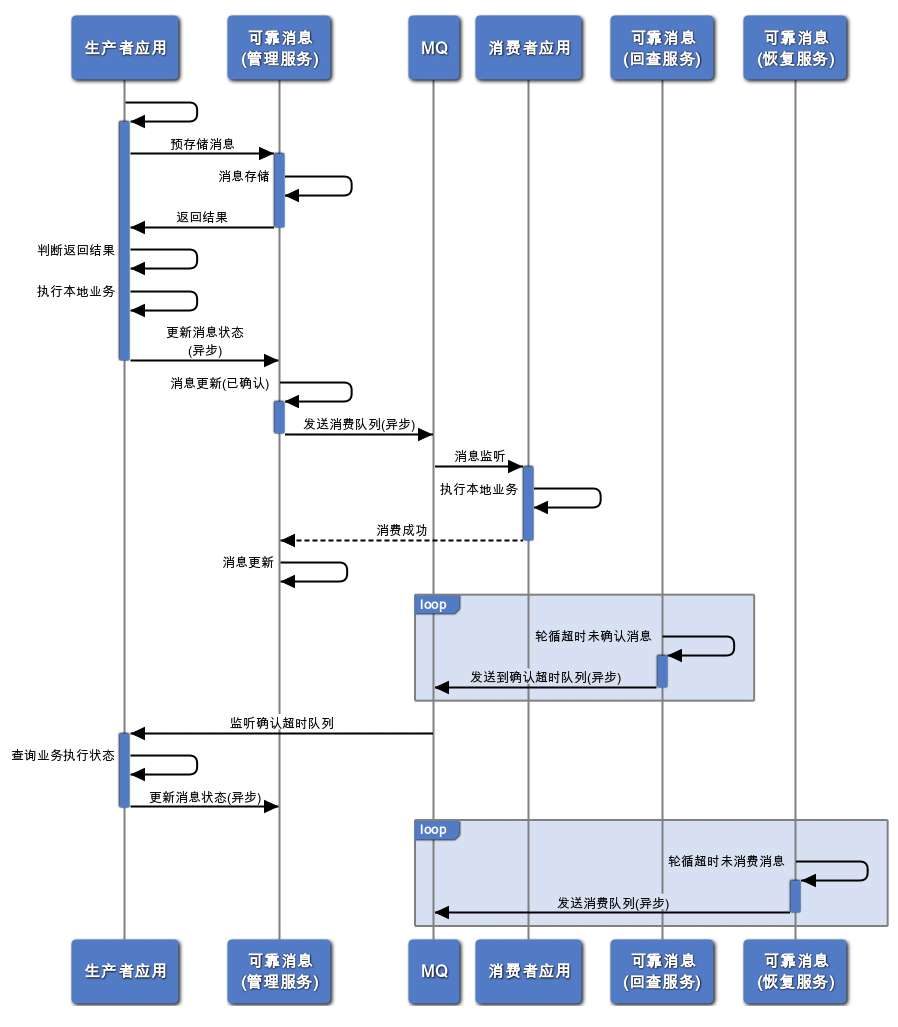 生产者应用
可靠消息
(管理服务)
MQ
消费者应用
可靠消息
(回查服务)
可靠消息
(恢复服务)
预存储消息
消息存储
返回结果
判断返回结果
执行本地业务
更新消息状态
(异步)
消息更新(已确认)
发送消费队列(异步)
消息监听
执行本地业务
消费成功
消息更新
loop
轮循超时未确认消息
发送到确认超时队列(异步)
监听确认超时队列
查询业务执行状态
更新消息状态(异步)
loop
轮循超时未消费消息
发送消费队列(异步)
生产者应用
可靠消息
(管理服务)
MQ
消费者应用
可靠消息
(回查服务)
可靠消息
(恢复服务)